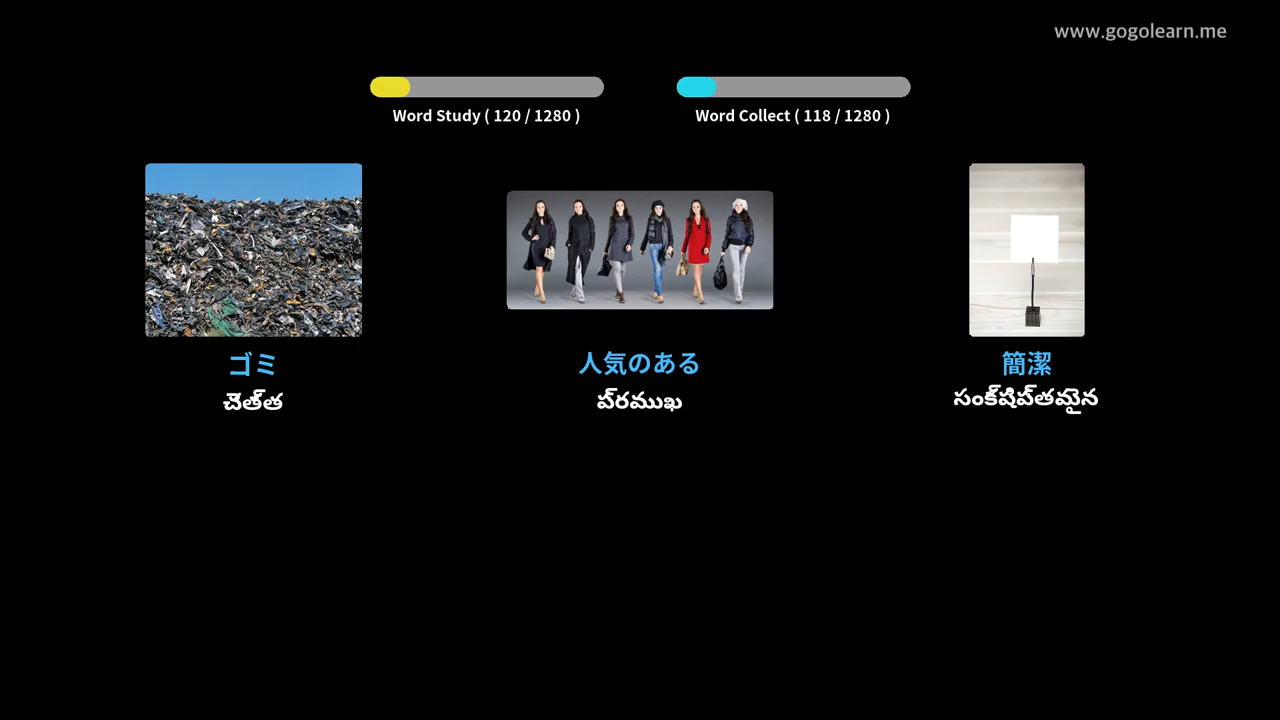 www.gogolearn.me
Word Study ( 120 / 1280 )
Word Collect ( 118 / 1280 )
ゴミ
చెత్త
人気のある
ప్రముఖ
簡潔
సంక్షిప్తమైన